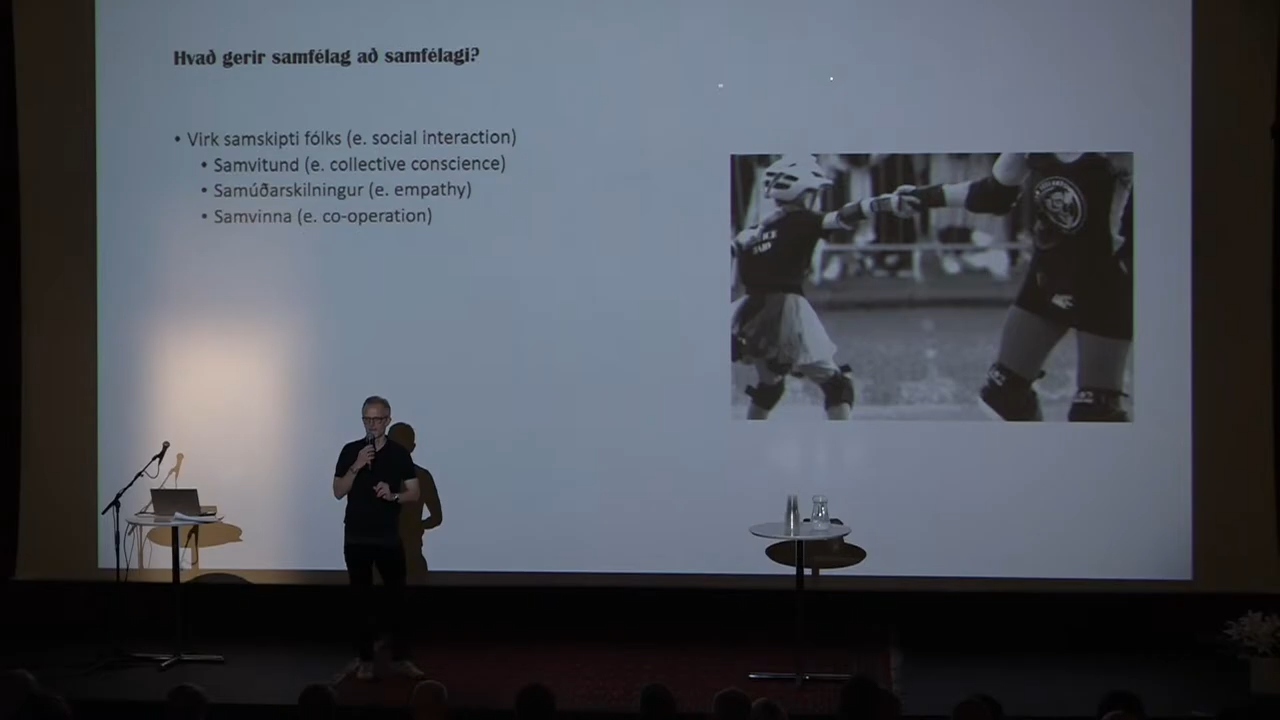 Hvað gerir samfélag að samfélagi?
• Virk samskipti fólks (e. social interaction)
• Samvitund (e. collective conscience)
• Samúðarskilningur (e. empathy)
• Samvinna (e. co-operation)